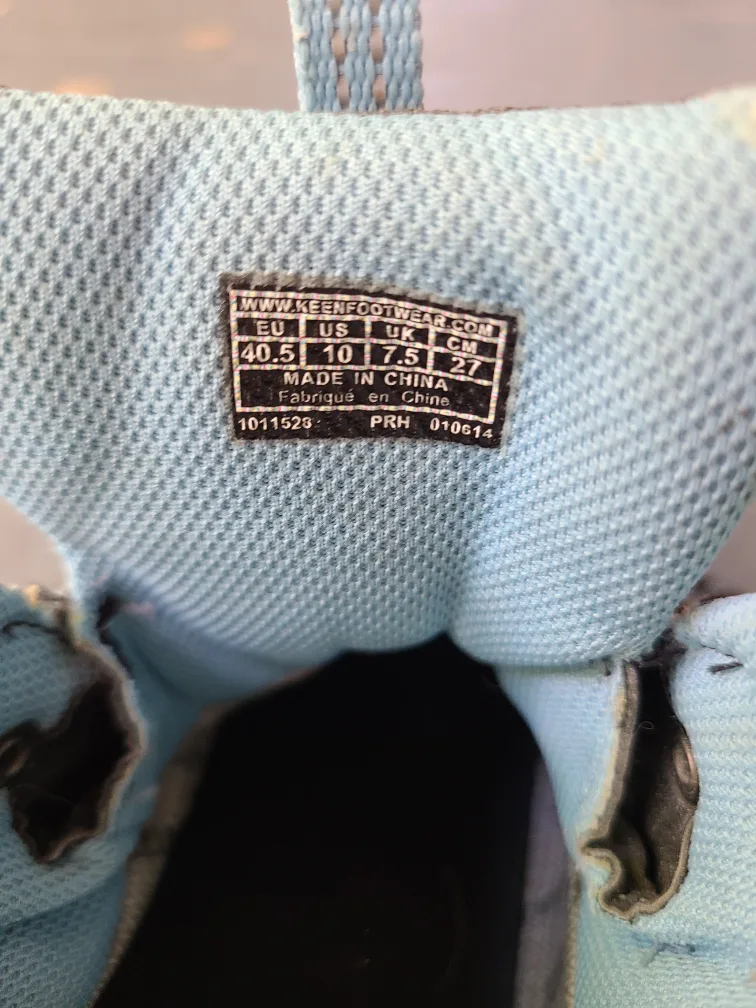 WWW.KEENFOOTWEAR.COM
EU US UK CM
40.5 10 7.5 27
MADE IN CHINA
Fabriqué en Chine
1011528 PRH 010614